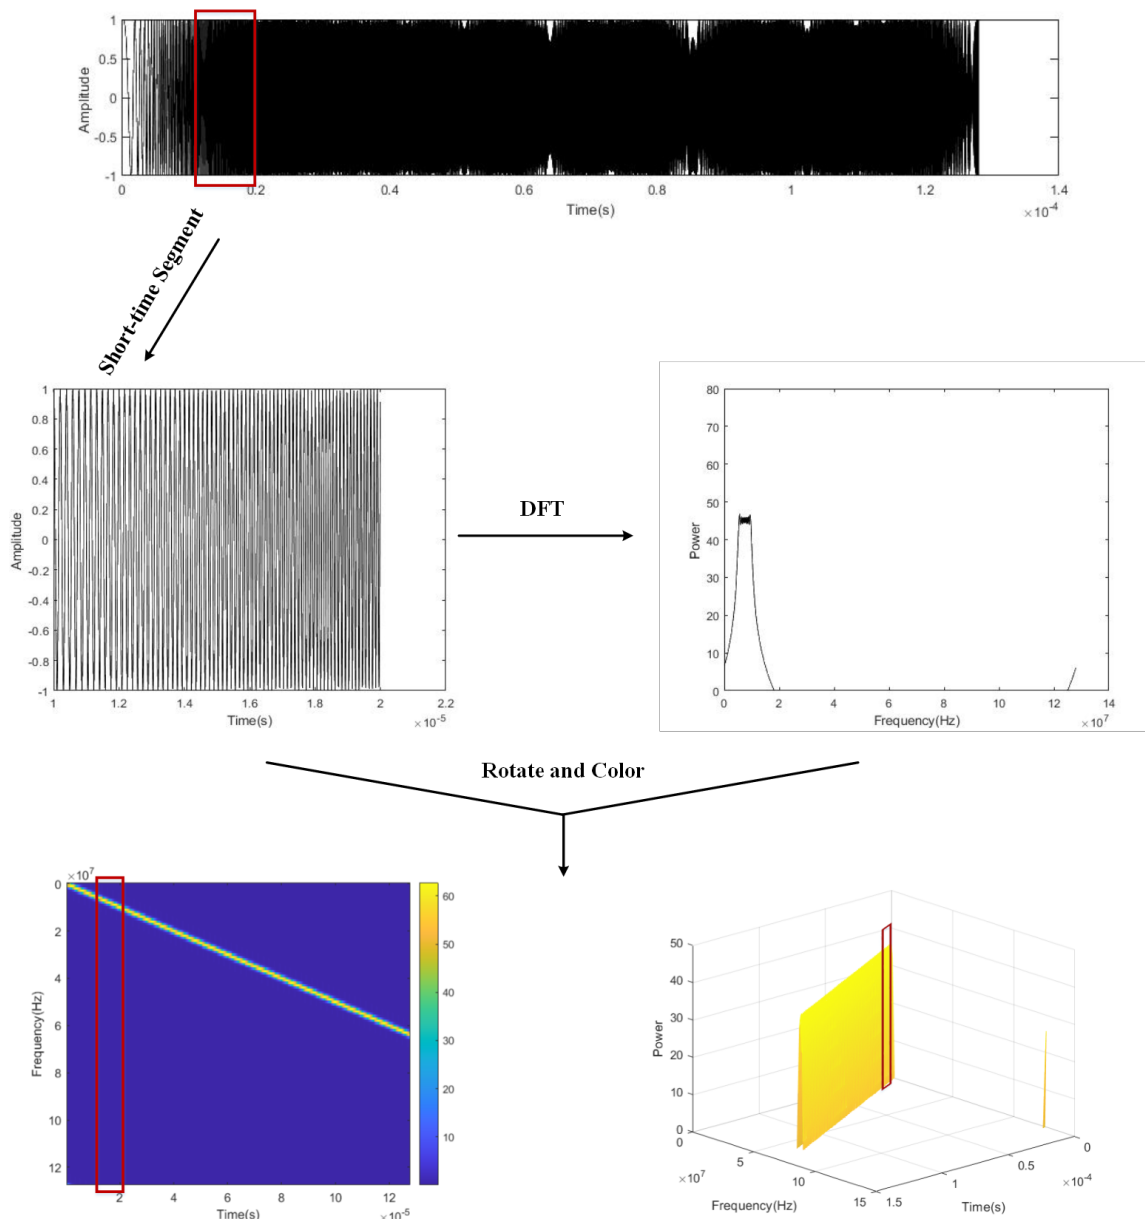 1
0.5
0
-0.5
-1
Amplitude
0 0.2 0.4 0.6 0.8 1 1.2 1.4
Time(s)
×10⁻⁴
Short-time Segment
1
0.8
0.6
0.4
0.2
0
-0.2
-0.4
-0.6
-0.8
-1
Amplitude
1 1.2 1.4 1.6 1.8 2 2.2
Time(s)
×10⁻⁵
DFT
80
70
60
50
40
30
20
10
0
Power
0 2 4 6 8 10 12 14
Frequency(Hz)
×10⁷
Rotate and Color
×10⁷
0
2
4
6
8
10
12
Frequency(Hz)
2 4 6 8 10 12
Time(s)
×10⁻⁵
60
50
40
30
20
10
50
40
30
20
10
0
Power
0 5 10 15
×10⁷
Frequency(Hz)
1.5 1 0.5 0
×10⁻⁴
Time(s)